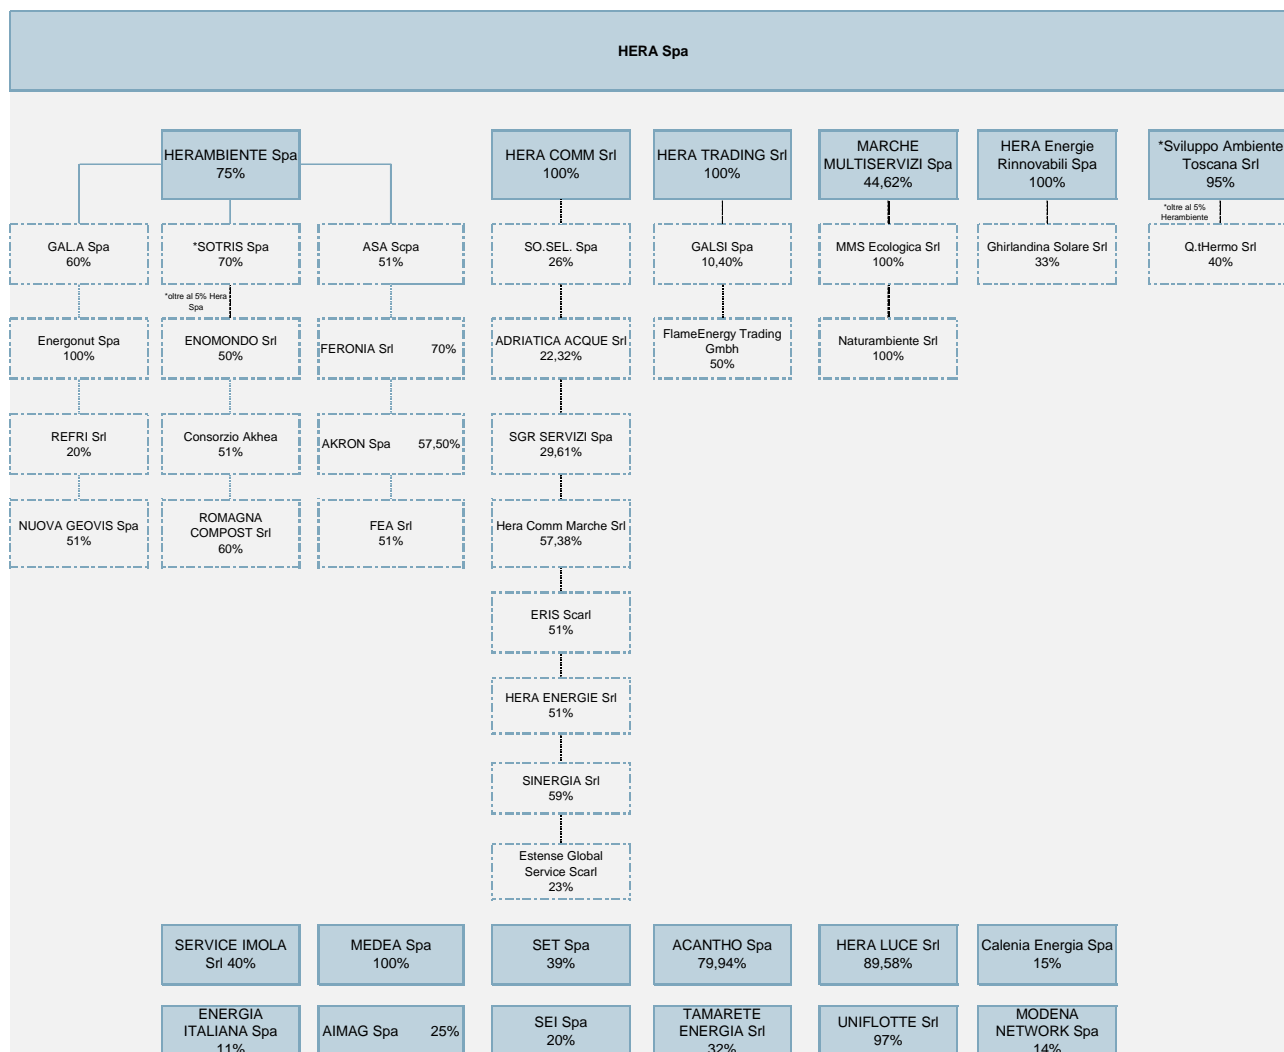 HERA Spa
HERAMBIENTE Spa
75%
HERA COMM Srl
100%
HERA TRADING Srl
100%
MARCHE
MULTISERVIZI Spa
44,62%
HERA Energie
Rinnovabili Spa
100%
*Sviluppo Ambiente
Toscana Srl
95%
*oltre al 5%
Herambiente
GAL.A Spa
60%
*SOTRIS Spa
70%
ASA Scpa
51%
SO.SEL. Spa
26%
GALSI Spa
10,40%
MMS Ecologica Srl
100%
Ghirlandina Solare Srl
33%
Q.tHermo Srl
40%
*oltre al 5% Hera
Spa
Energonut Spa
100%
ENOMONDO Srl
50%
FERONIA Srl 70%
ADRIATICA ACQUE Srl
22,32%
FlameEnergy Trading
Gmbh
50%
Naturambiente Srl
100%
REFRI Srl
20%
Consorzio Akhea
51%
AKRON Spa 57,50%
SGR SERVIZI Spa
29,61%
NUOVA GEOVIS Spa
51%
ROMAGNA
COMPOST Srl
60%
FEA Srl
51%
Hera Comm Marche Srl
57,38%
ERIS Scarl
51%
HERA ENERGIE Srl
51%
SINERGIA Srl
59%
Estense Global
Service Scarl
23%
SERVICE IMOLA
Srl 40%
MEDEA Spa
100%
SET Spa
39%
ACANTHO Spa
79,94%
HERA LUCE Srl
89,58%
Calenia Energia Spa
15%
ENERGIA
ITALIANA Spa
11%
AIMAG Spa 25%
SEI Spa
20%
TAMARETE
ENERGIA Srl
32%
UNIFLOTTE Srl
97%
MODENA
NETWORK Spa
14%